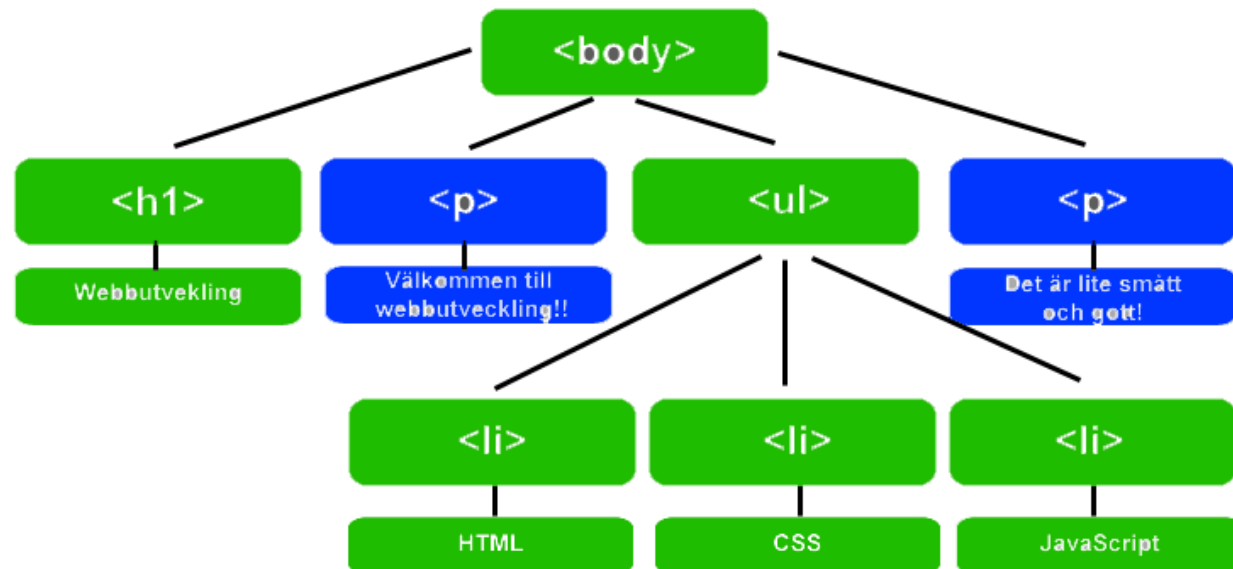 <body>
<h1>
<p>
<ul>
<p>
Webbutvekling
Välkommen till
webbutveckling!!
Det är lite smått
och gott!
<li>
<li>
<li>
HTML
CSS
JavaScript